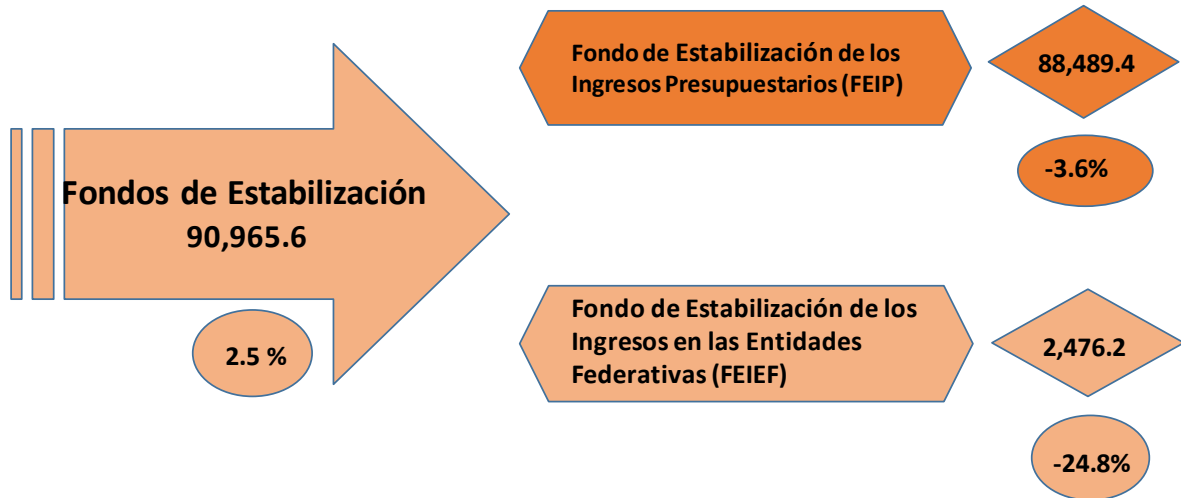 Fondos de Estabilización
90,965.6
2.5 %
Fondo de Estabilización de los
Ingresos Presupuestarios (FEIP)
88,489.4
-3.6%
Fondo de Estabilización de los
Ingresos en las Entidades
Federativas (FEIEF)
2,476.2
-24.8%